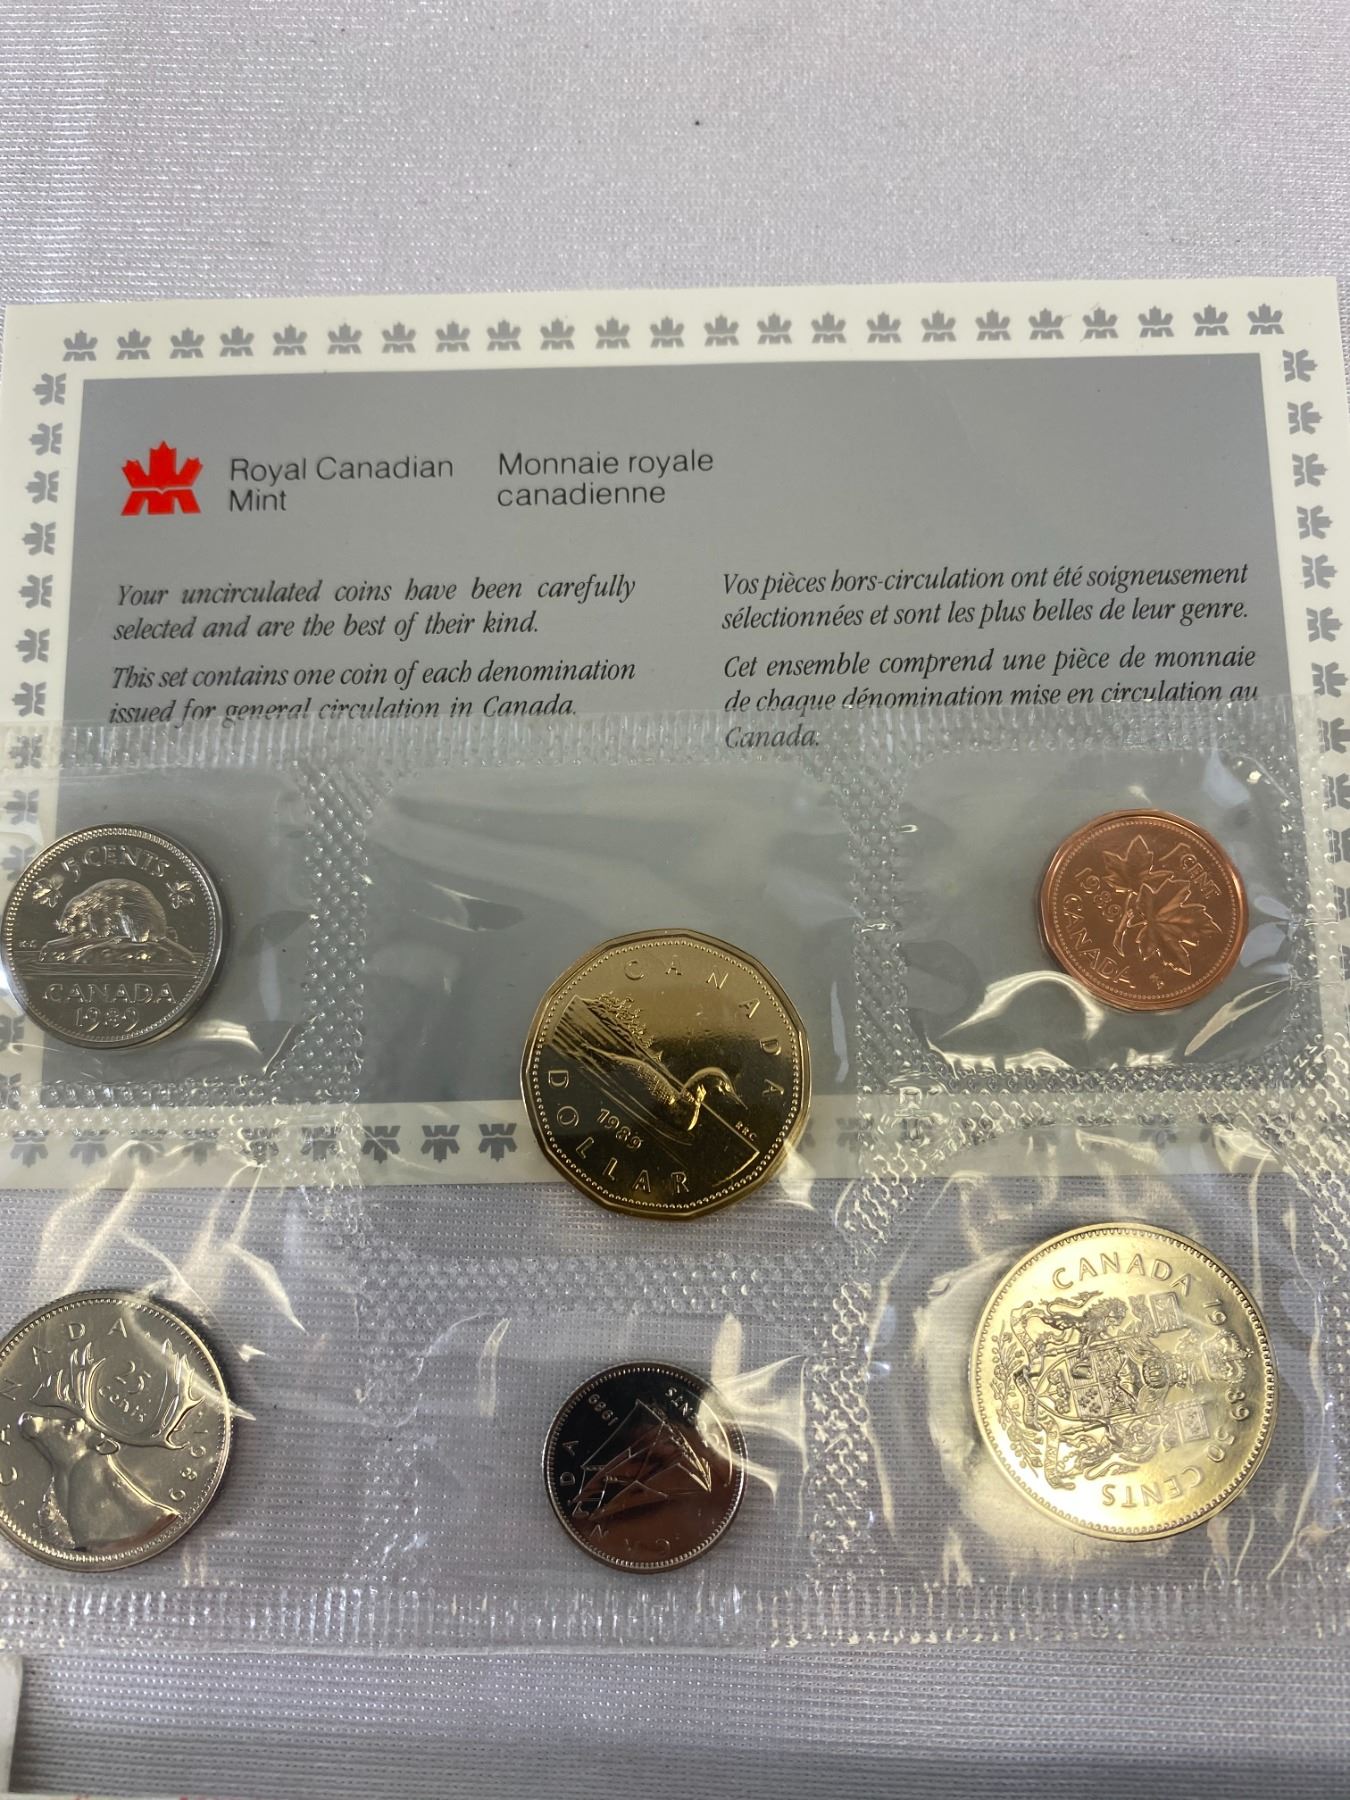 Royal Canadian
Mint
Monnaie royale
canadienne
Your uncirculated coins have been carefully
selected and are the best of their kind.
This set contains one coin of each denomination
issued for general circulation in Canada.
Vos pièces hors-circulation ont été soigneusement
sélectionnées et sont les plus belles de leur genre.
Cet ensemble comprend une pièce de monnaie
de chaque dénomination mise en circulation au
Canada.
5 CENTS
CANADA
1989
CANADA
1989
DOLLAR
RRC
1 CENT
1989
CANADA
CANADA
25
cents
1989
1989
CANADA
CANADA 1989
50 CENTS